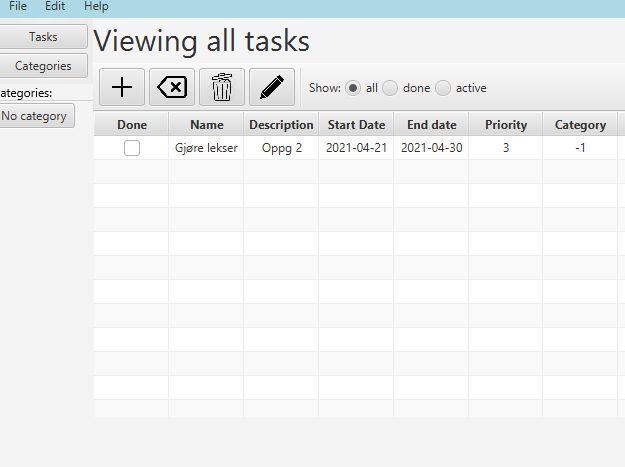 File Edit Help
Tasks
Categories
ategories:
No category
Viewing all tasks
Show: all done active
Done Name Description Start Date End date Priority Category
Gjøre lekser Oppg 2 2021-04-21 2021-04-30 3 -1